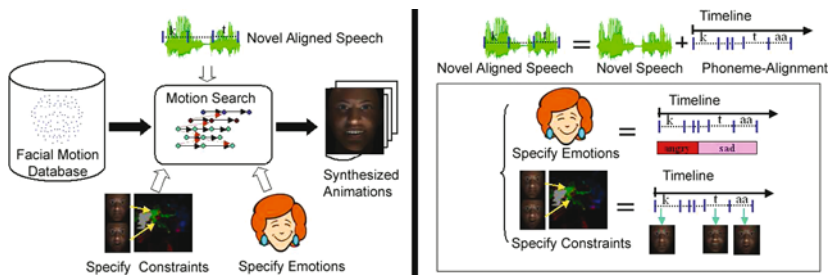 k t
Novel Aligned Speech
Motion Search
Facial Motion
Database
Synthesized
Animations
Specify Constraints
Specify Emotions
Timeline
k t = + k t aa
Novel Aligned Speech Novel Speech Phoneme-Alignment
Timeline
k t aa
=
angry sad
Specify Emotions
Timeline
k t aa
=
Specify Constraints